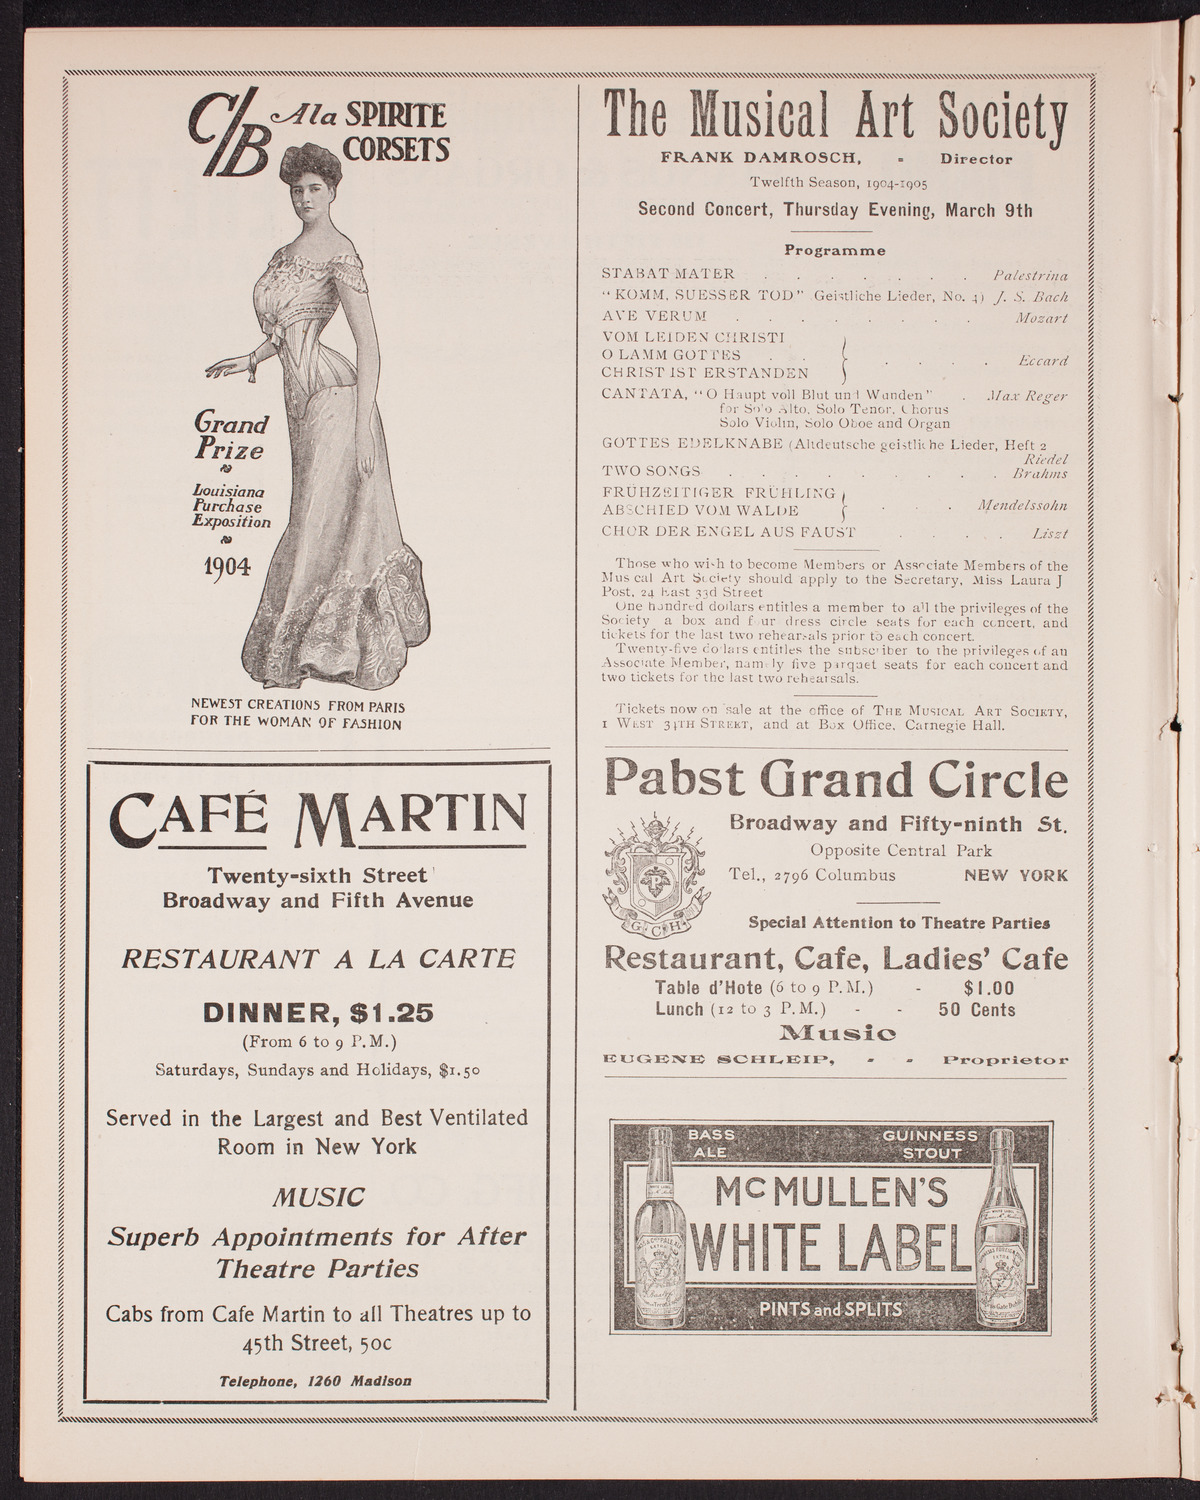 C/B Ala SPIRITE
CORSETS
Grand
Prize
Louisiana
Purchase
Exposition
1904
NEWEST CREATIONS FROM PARIS
FOR THE WOMAN OF FASHION
CAFÉ MARTIN
Twenty-sixth Street
Broadway and Fifth Avenue
RESTAURANT A LA CARTE
DINNER, $1.25
(From 6 to 9 P.M.)
Saturdays, Sundays and Holidays, $1.50
Served in the Largest and Best Ventilated
Room in New York
MUSIC
Superb Appointments for After
Theatre Parties
Cabs from Cafe Martin to all Theatres up to
45th Street, 50c
Telephone, 1260 Madison
The Musical Art Society
FRANK DAMROSCH, - Director
Twelfth Season, 1904-1905
Second Concert, Thursday Evening, March 9th
Programme
STABAT MATER . . . . . . . Palestrina
"KOMM, SUESSER TOD" (Geistliche Lieder, No. 4) J. S. Bach
AVE VERUM . . . . . . . Mozart
VOM LEIDEN CHRISTI
O LAMM GOTTES . . } . . . Eccard
CHRIST IST ERSTANDEN
CANTATA, "O Haupt voll Blut und Wunden" . Max Reger
for Solo Alto, Solo Tenor, Chorus
Solo Violin, Solo Oboe and Organ
GOTTES EDELKNABE (Altdeutsche geistliche Lieder, Heft 2
Riedel
TWO SONGS . . . . . . . . Brahms
FRÜHZEITIGER FRÜHLING
ABSCHIED VOM WALDE } . . . Mendelssohn
CHOR DER ENGEL AUS FAUST . . . . . Liszt
Those who wish to become Members or Associate Members of the
Musical Art Society should apply to the Secretary, Miss Laura J
Post, 24 East 33d Street
One hundred dollars entitles a member to all the privileges of the
Society a box and four dress circle seats for each concert, and
tickets for the last two rehearsals prior to each concert.
Twenty-five dollars entitles the subscriber to the privileges of an
Associate Member, namely five parquet seats for each concert and
two tickets for the last two rehearsals.
Tickets now on sale at the office of THE MUSICAL ART SOCIETY,
1 WEST 34TH STREET, and at Box Office, Carnegie Hall.
Pabst Grand Circle
Broadway and Fifty-ninth St.
Opposite Central Park
Tel., 2796 Columbus NEW YORK
G C H
Special Attention to Theatre Parties
Restaurant, Cafe, Ladies' Cafe
Table d'Hote (6 to 9 P.M.) - $1.00
Lunch (12 to 3 P.M.) - - 50 Cents
Music
EUGENE SCHLEIP, - - Proprietor
BASS
ALE
GUINNESS
STOUT
McMULLEN'S
WHITE LABEL
PINTS and SPLITS